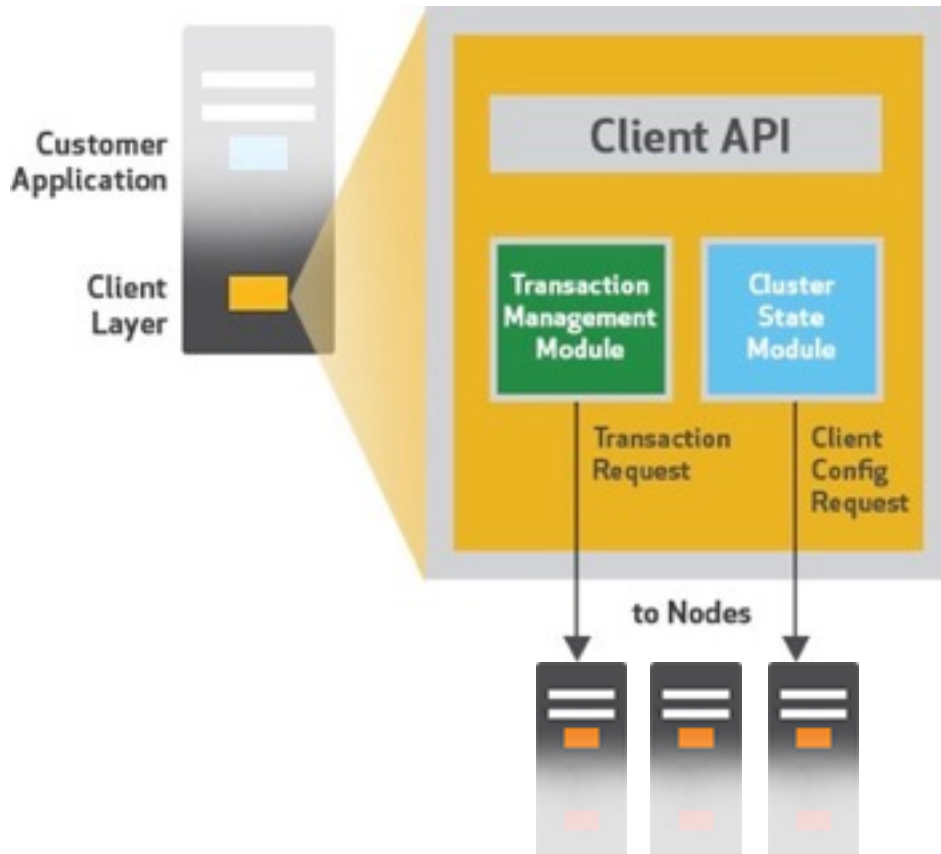 Customer
Application
Client
Layer
Client API
Transaction
Management
Module
Cluster
State
Module
Transaction
Request
Client
Config
Request
to Nodes